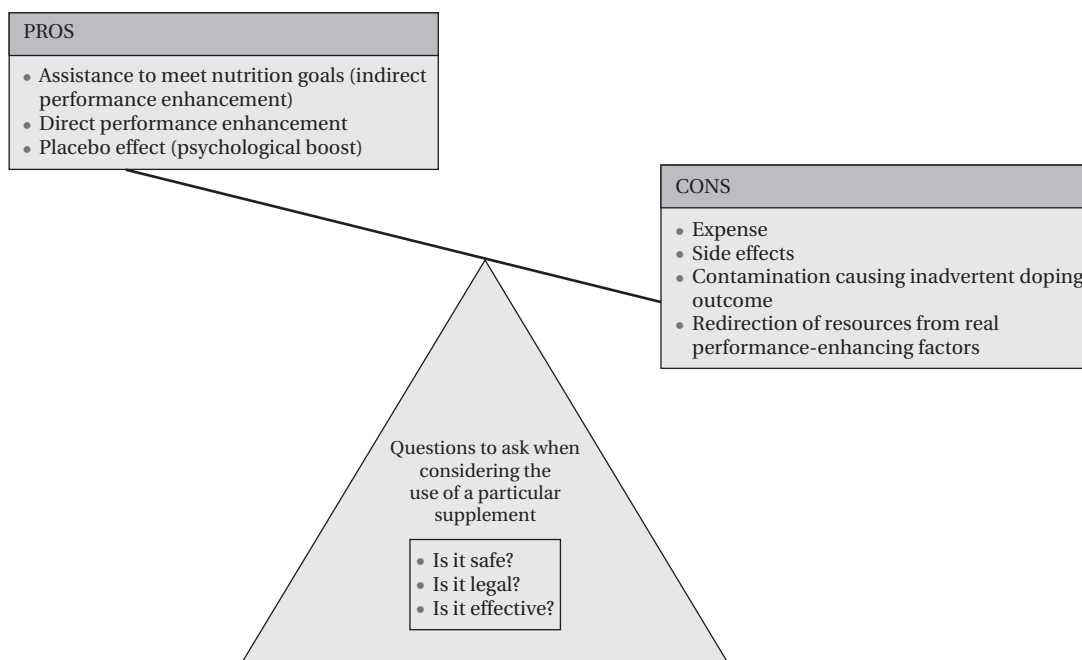 PROS
• Assistance to meet nutrition goals (indirect
performance enhancement)
• Direct performance enhancement
• Placebo effect (psychological boost)
CONS
• Expense
• Side effects
• Contamination causing inadvertent doping
outcome
• Redirection of resources from real
performance-enhancing factors
Questions to ask when
considering the
use of a particular
supplement
• Is it safe?
• Is it legal?
• Is it effective?